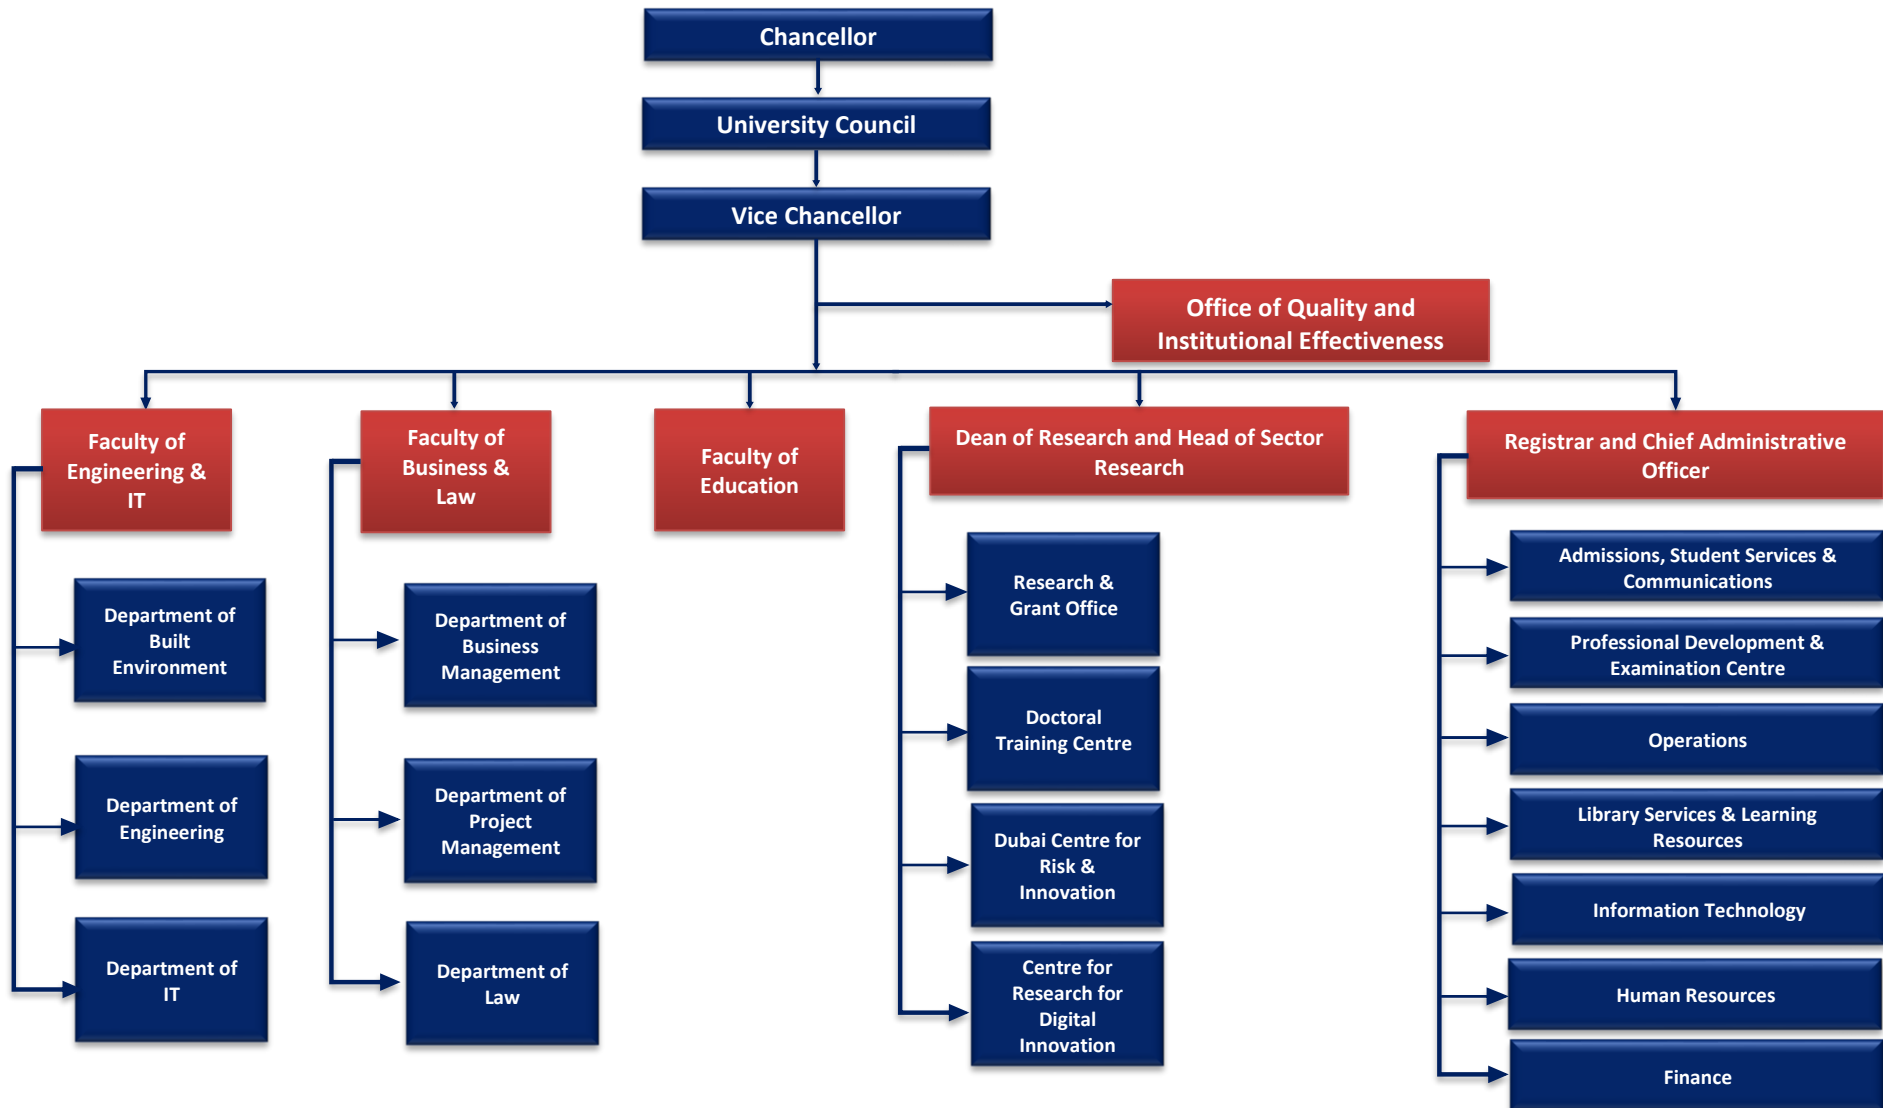 Chancellor
University Council
Vice Chancellor
Office of Quality and
Institutional Effectiveness
Faculty of
Engineering &
IT
Department of
Built
Environment
Department of
Engineering
Department of
IT
Faculty of
Business &
Law
Department of
Business
Management
Department of
Project
Management
Department of
Law
Faculty of
Education
Dean of Research and Head of Sector
Research
Research &
Grant Office
Doctoral
Training Centre
Dubai Centre for
Risk &
Innovation
Centre for
Research for
Digital
Innovation
Registrar and Chief Administrative
Officer
Admissions, Student Services &
Communications
Professional Development &
Examination Centre
Operations
Library Services & Learning
Resources
Information Technology
Human Resources
Finance